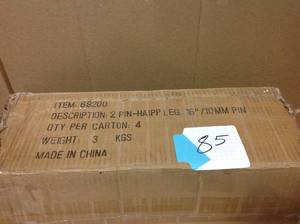 ITEM: 69200
DESCRIPTION: 2 PIN-HAIPP LEG 16"/10MM PIN
QTY PER CARTON: 4
WEIGHT: 3 KGS
MADE IN CHINA
85